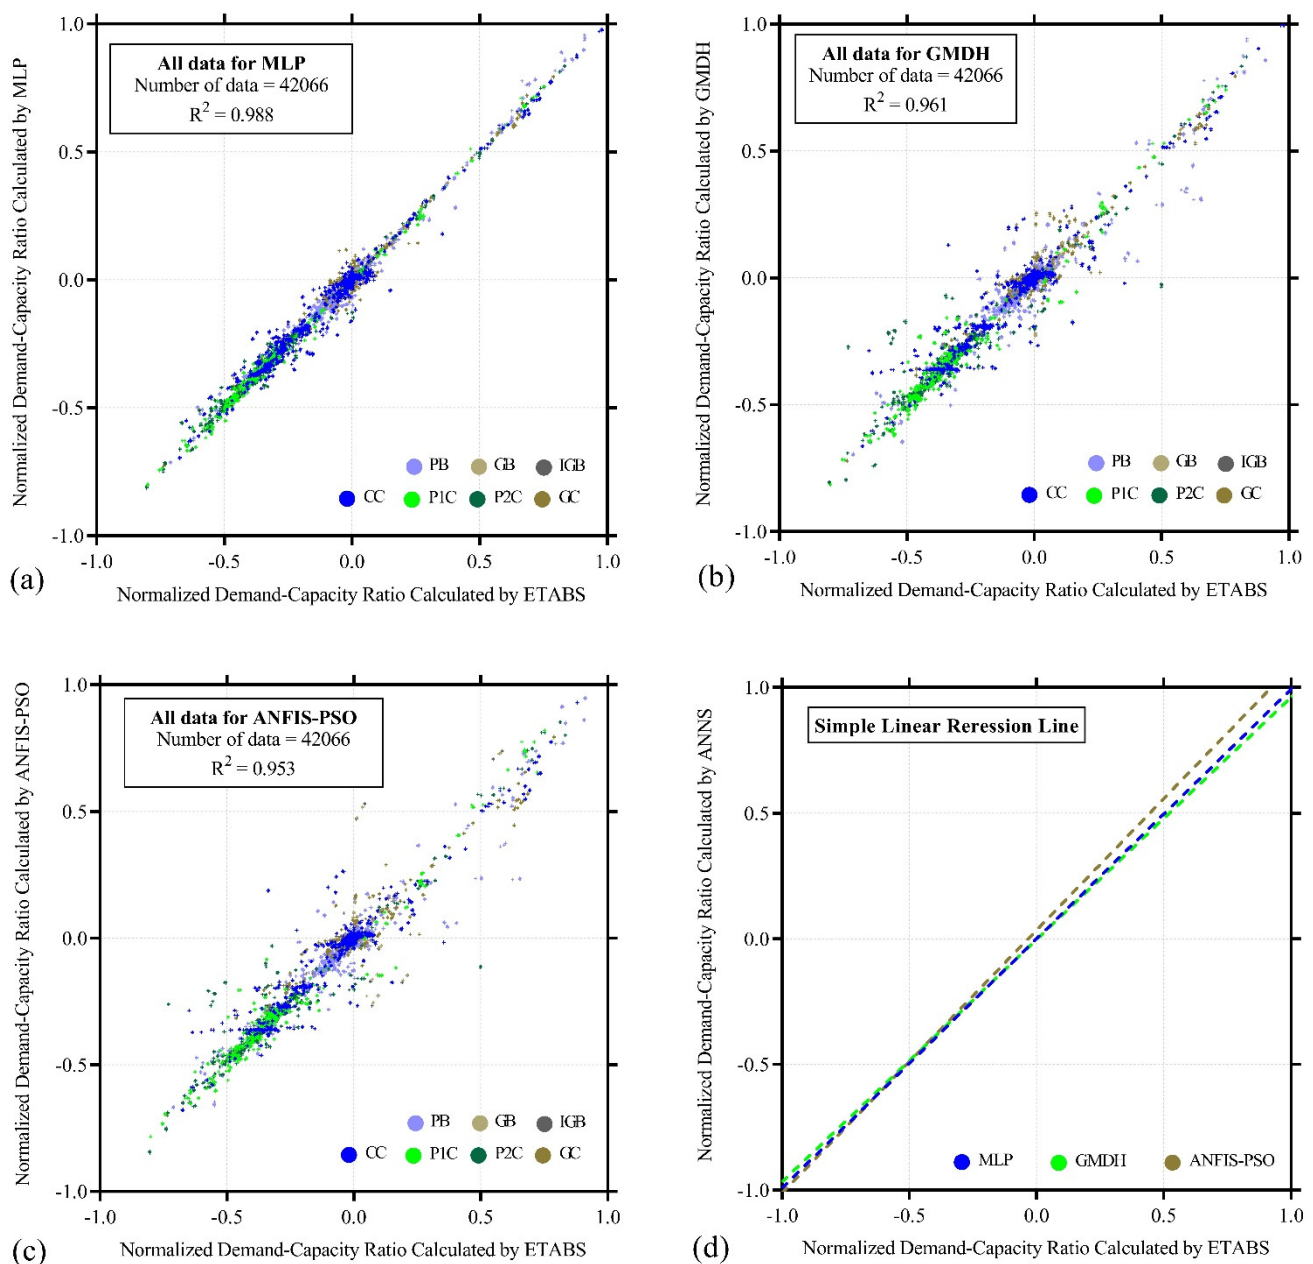 Normalized Demand-Capacity Ratio Calculated by MLP
1.0
0.5
0.0
-0.5
-1.0
All data for MLP
Number of data = 42066
R² = 0.988
PB GB IGB
CC P1C P2C GC
-1.0 -0.5 0.0 0.5 1.0
(a)
Normalized Demand-Capacity Ratio Calculated by ETABS
Normalized Demand-Capacity Ratio Calculated by GMDH
1.0
0.5
0.0
-0.5
-1.0
All data for GMDH
Number of data = 42066
R² = 0.961
PB GB IGB
CC P1C P2C GC
-1.0 -0.5 0.0 0.5 1.0
(b)
Normalized Demand-Capacity Ratio Calculated by ETABS
Normalized Demand-Capacity Ratio Calculated by ANFIS-PSO
1.0
0.5
0.0
-0.5
-1.0
All data for ANFIS-PSO
Number of data = 42066
R² = 0.953
PB GB IGB
CC P1C P2C GC
-1.0 -0.5 0.0 0.5 1.0
(c)
Normalized Demand-Capacity Ratio Calculated by ETABS
Normalized Demand-Capacity Ratio Calculated by ANNS
1.0
0.5
0.0
-0.5
-1.0
Simple Linear Reression Line
MLP GMDH ANFIS-PSO
-1.0 -0.5 0.0 0.5 1.0
(d)
Normalized Demand-Capacity Ratio Calculated by ETABS